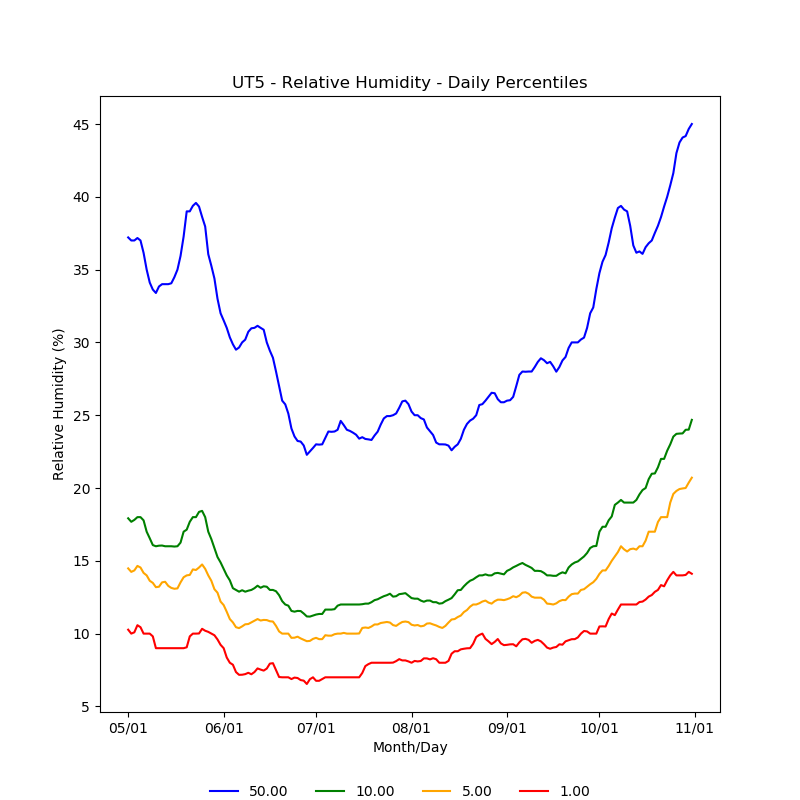 UT5 - Relative Humidity - Daily Percentiles
45
40
35
30
25
20
15
10
5
Relative Humidity (%)
05/01 06/01 07/01 08/01 09/01 10/01 11/01
Month/Day
50.00 10.00 5.00 1.00